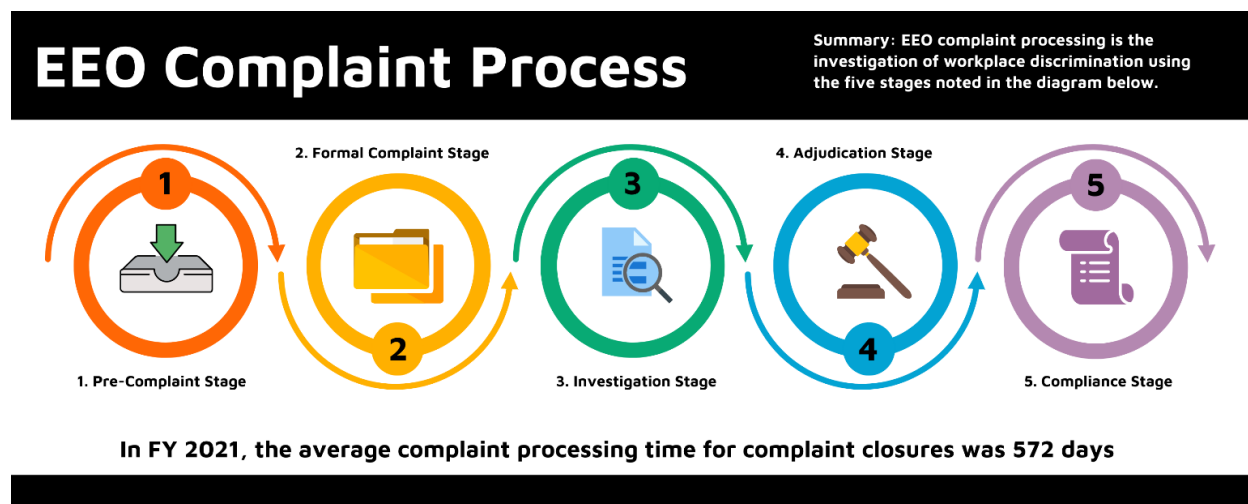 EEO Complaint Process
Summary: EEO complaint processing is the
investigation of workplace discrimination using
the five stages noted in the diagram below.
1
2. Formal Complaint Stage
3
4. Adjudication Stage
5
1. Pre-Complaint Stage
2
3. Investigation Stage
4
5. Compliance Stage
In FY 2021, the average complaint processing time for complaint closures was 572 days